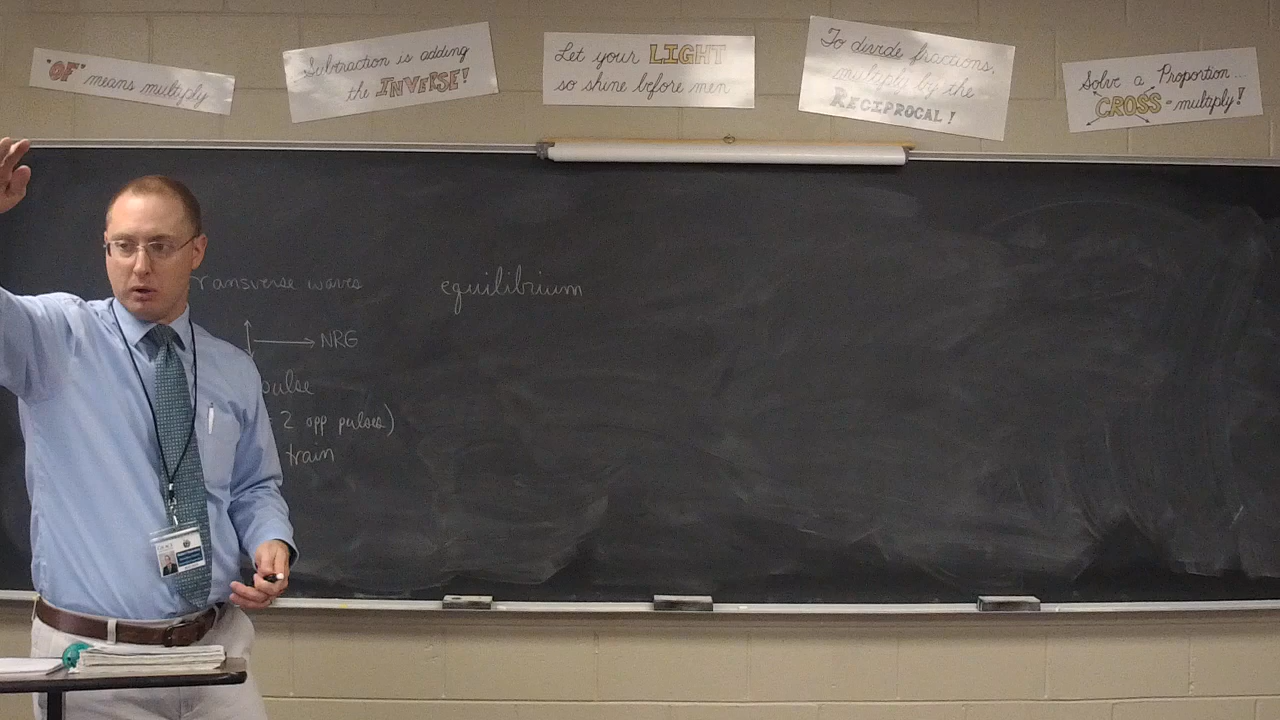 "OF" means multiply
Subtraction is adding
the INVERSE!
Let your LIGHT
so shine before men
To divide fractions,
multiply by the
RECIPROCAL!
Solve a Proportion...
CROSS-multiply!
ransverse waves
equilibrium
NRG
pulse
2 opp pulses)
train